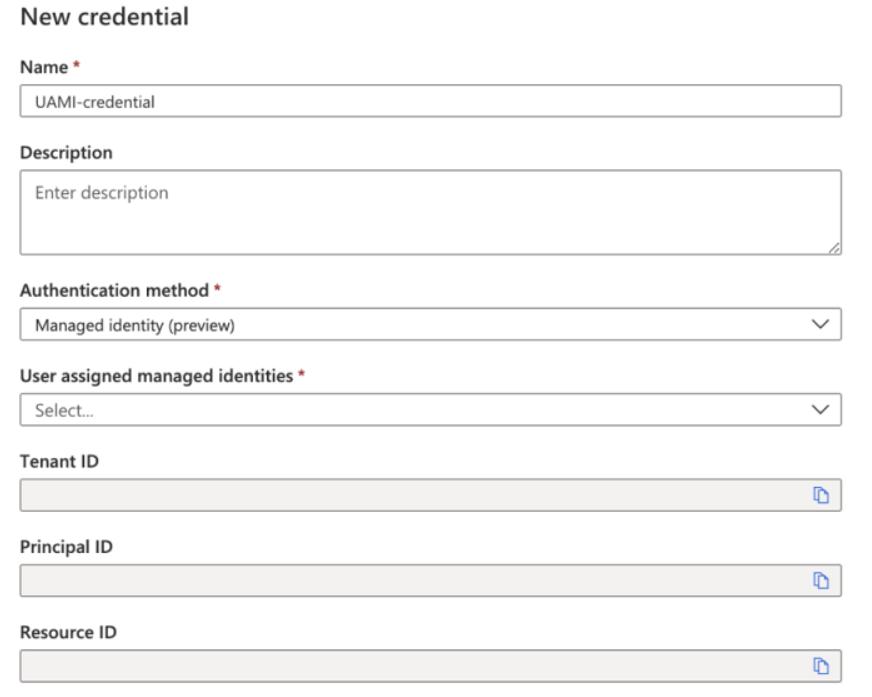 New credential
Name *
UAMI-credential
Description
Enter description
Authentication method *
Managed identity (preview)
User assigned managed identities *
Select...
Tenant ID
Principal ID
Resource ID